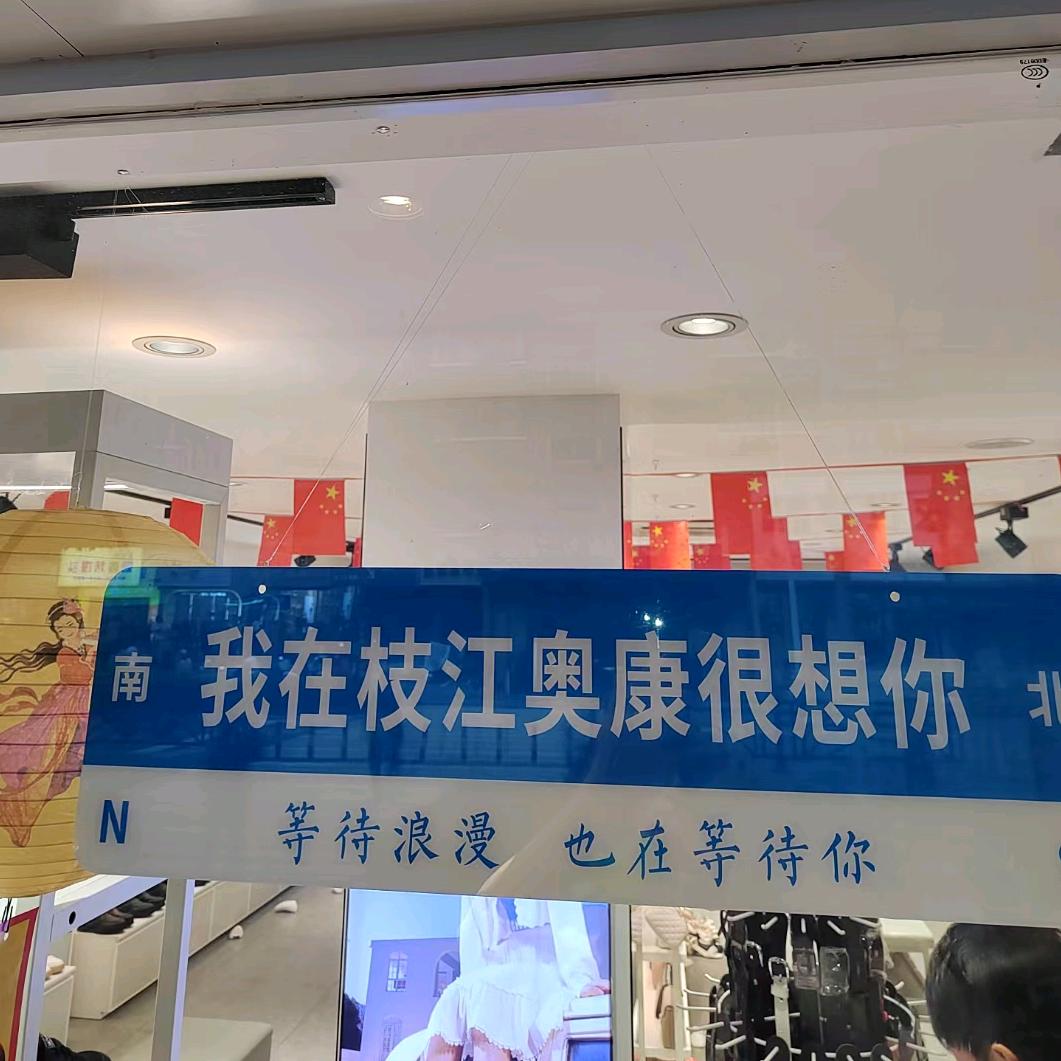 南 我在枝江奥康很想你 北
N 等待浪漫 也在等待你